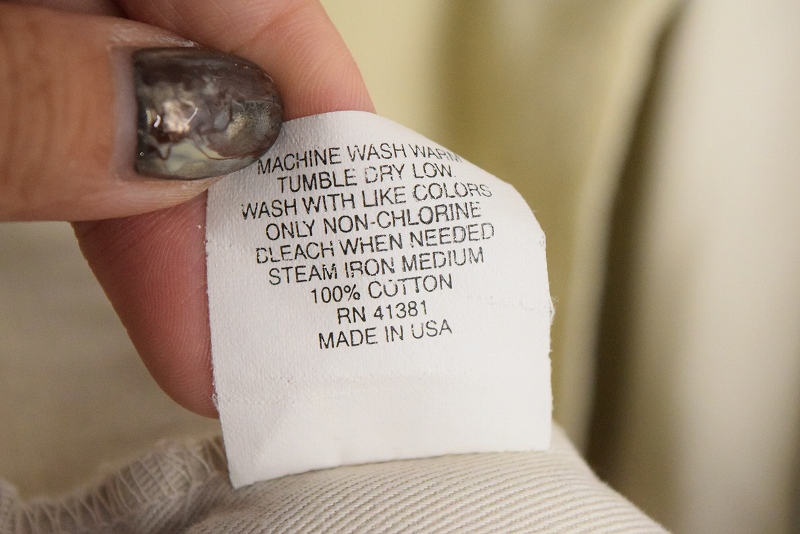 MACHINE WASH WARM
TUMBLE DRY LOW
WASH WITH LIKE COLORS
ONLY NON-CHLORINE
BLEACH WHEN NEEDED
STEAM IRON MEDIUM
100% COTTON
RN 41381
MADE IN USA